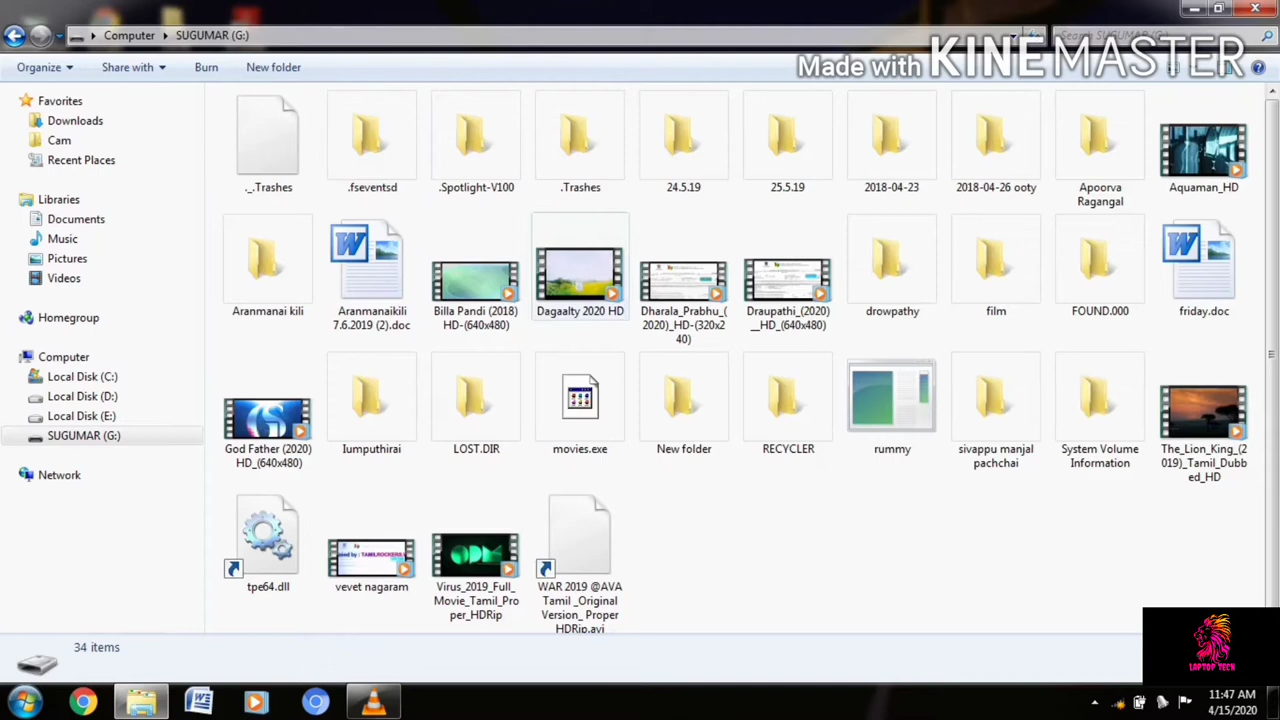 Computer SUGUMAR (G:) Search SUGUMAR (G:)
Made with KINEMASTER
Organize Share with Burn New folder
Favorites
Downloads
Cam
Recent Places
Libraries
Documents
Music
Pictures
Videos
Homegroup
Computer
Local Disk (C:)
Local Disk (D:)
Local Disk (E:)
SUGUMAR (G:)
Network
._.Trashes
.fseventsd
.Spotlight-V100
.Trashes
24.5.19
25.5.19
2018-04-23
2018-04-26 ooty
Apoorva
Ragangal
Aquaman_HD
Aranmanai kili
Aranmanaikili
7.6.2019 (2).doc
Billa Pandi (2018)
HD-(640x480)
Dagaalty 2020 HD
Dharala_Prabhu_(
2020)_HD-(320x2
40)
Draupathi_(2020)
__HD_(640x480)
drowpathy
film
FOUND.000
friday.doc
God Father (2020)
HD_(640x480)
Iumputhirai
LOST.DIR
movies.exe
New folder
RECYCLER
rummy
sivappu manjal
pachchai
System Volume
Information
The_Lion_King_(2
019)_Tamil_Dubb
ed_HD
tpe64.dll
vevet nagaram
Virus_2019_Full_
Movie_Tamil_Pro
per_HDRip
WAR 2019 @AVA
Tamil _Original
Version_ Proper
HDRip.avi
34 items
LAPTOP TECH
11:47 AM
4/15/2020